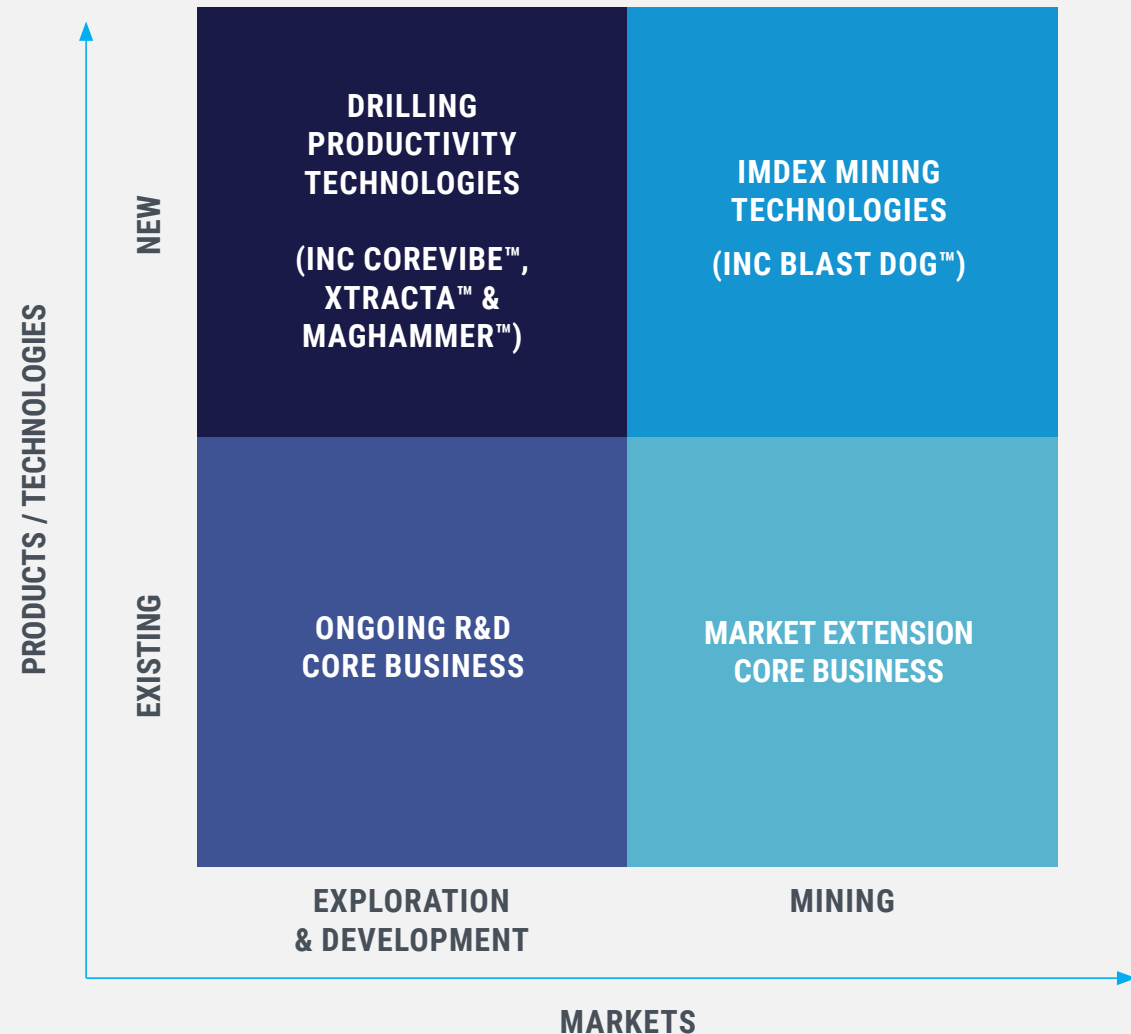 DRILLING
PRODUCTIVITY
TECHNOLOGIES
(INC COREVIBE™,
XTRACTA™ &
MAGHAMMER™)
IMDEX MINING
TECHNOLOGIES
(INC BLAST DOG™)
NEW
PRODUCTS / TECHNOLOGIES
EXISTING
ONGOING R&D
CORE BUSINESS
MARKET EXTENSION
CORE BUSINESS
EXPLORATION
& DEVELOPMENT
MINING
MARKETS